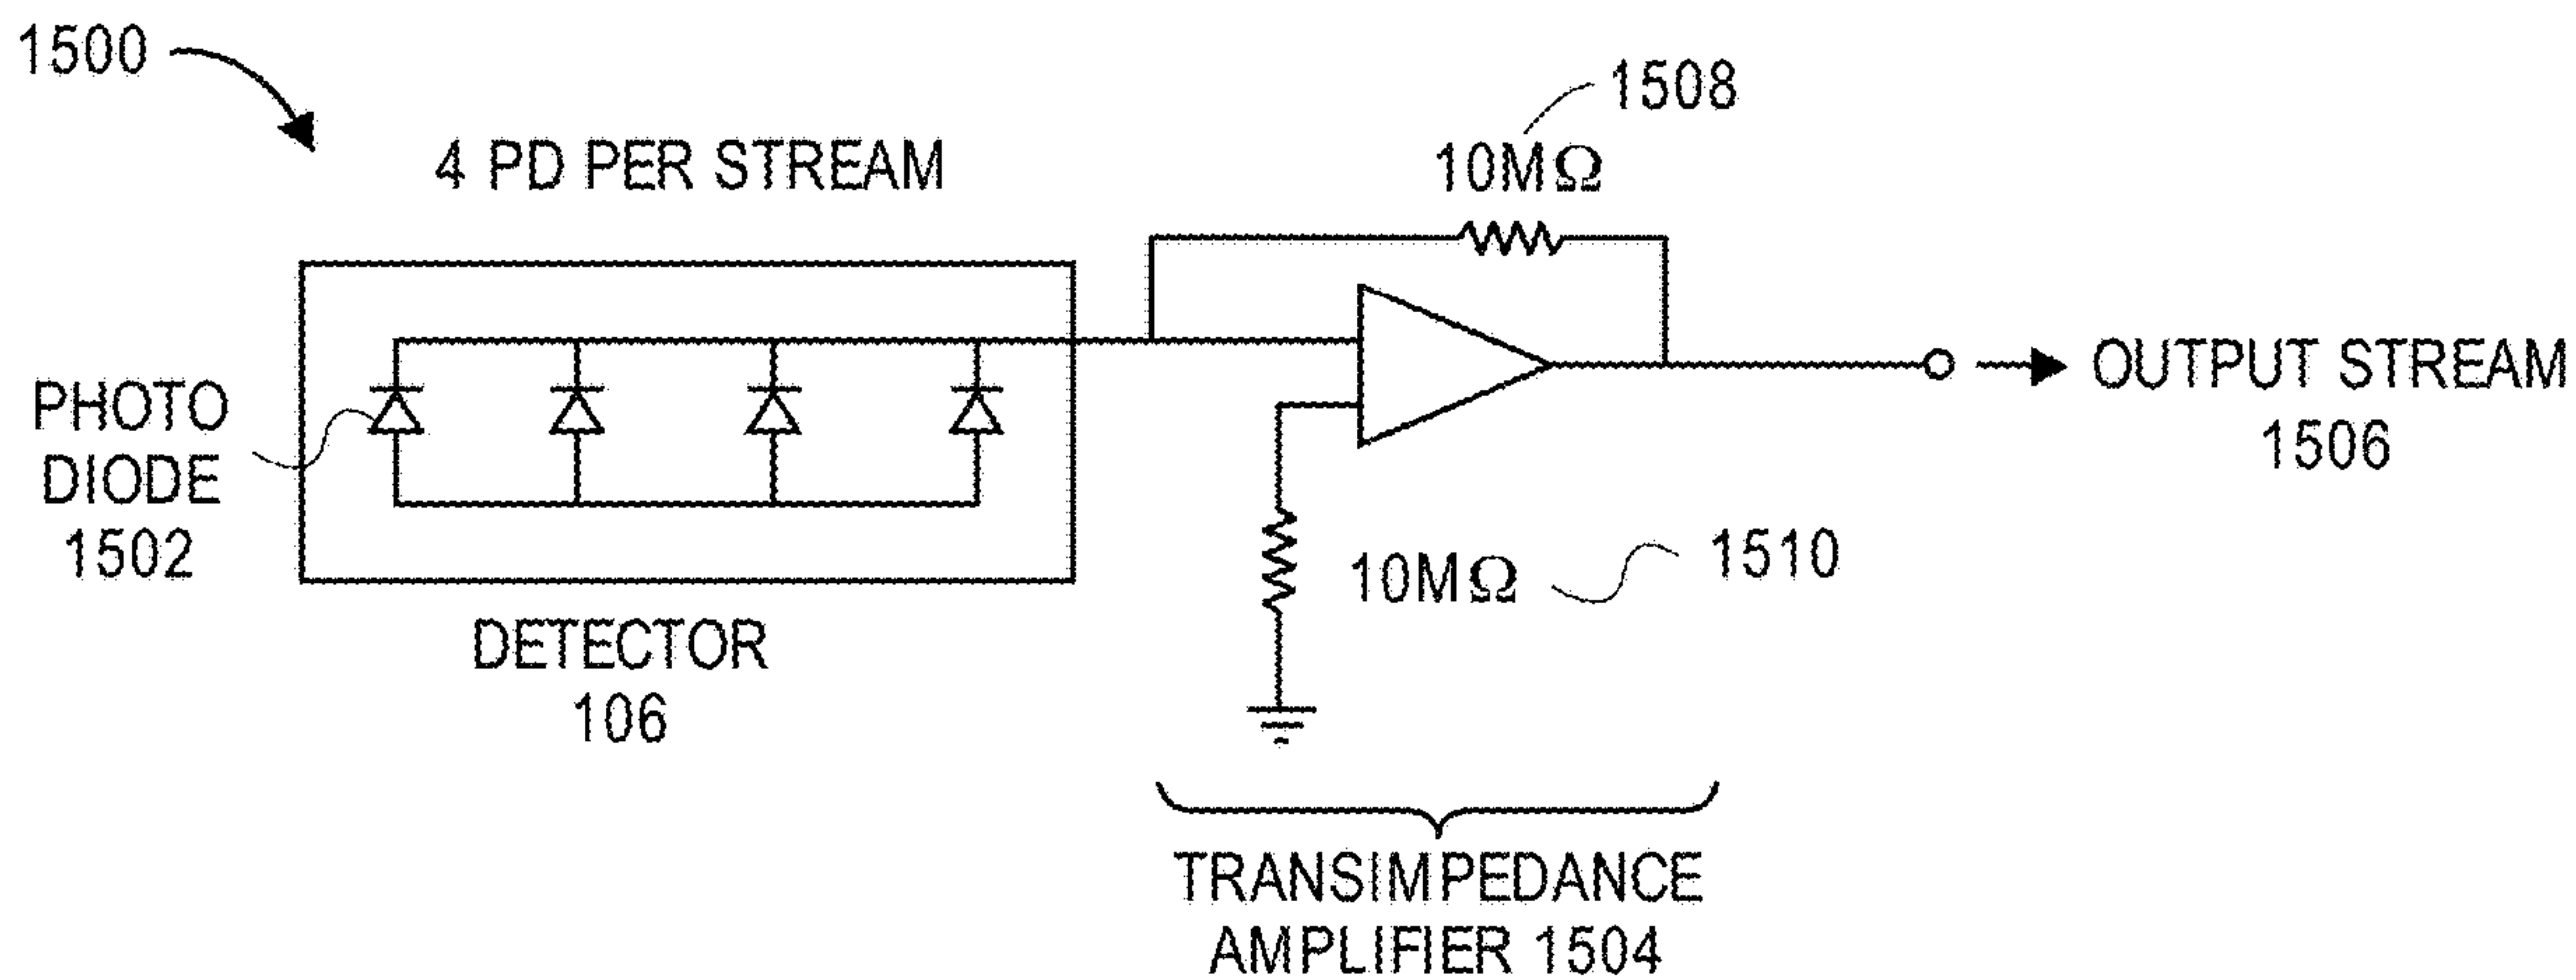 1500
4 PD PER STREAM
1508
10MΩ
PHOTO
DIODE
1502
DETECTOR
106
10MΩ
1510
OUTPUT STREAM
1506
TRANSIMPEDANCE
AMPLIFIER 1504